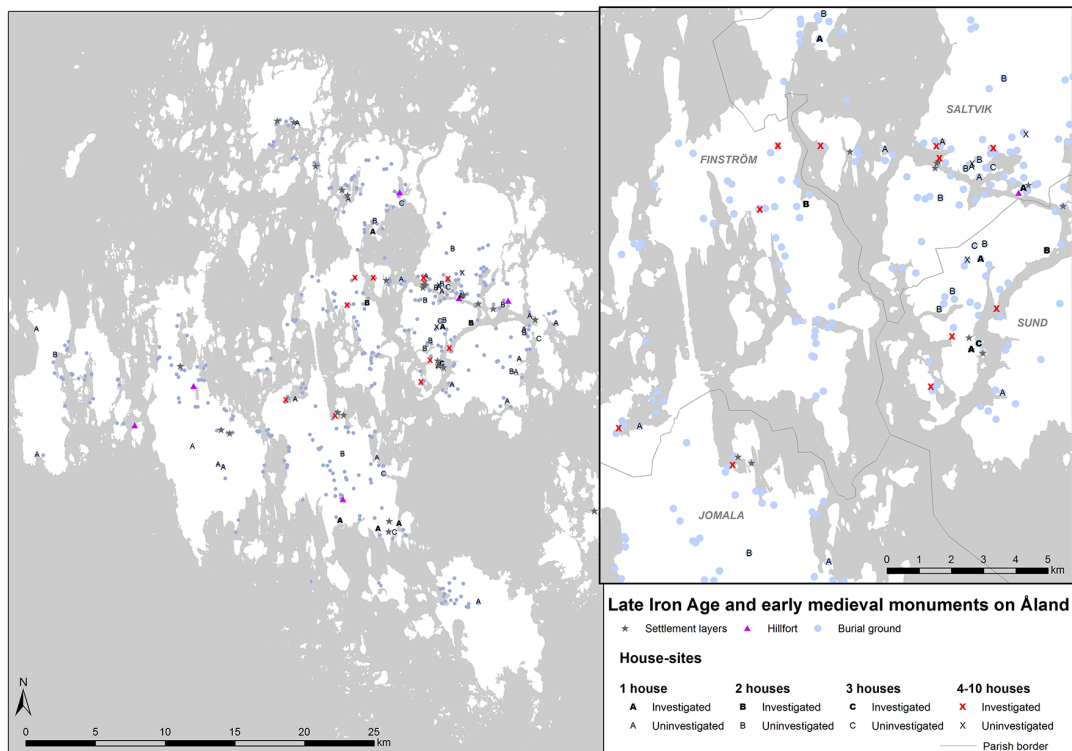 FINSTRÖM
SALTVIK
SUND
JOMALA
0 1 2 3 4 5
km
N
0 5 10 15 20 25
km
Late Iron Age and early medieval monuments on Åland
Settlement layers Hillfort Burial ground
House-sites
1 house 2 houses 3 houses 4-10 houses
A Investigated B Investigated C Investigated X Investigated
A Uninvestigated B Uninvestigated C Uninvestigated X Uninvestigated
Parish border